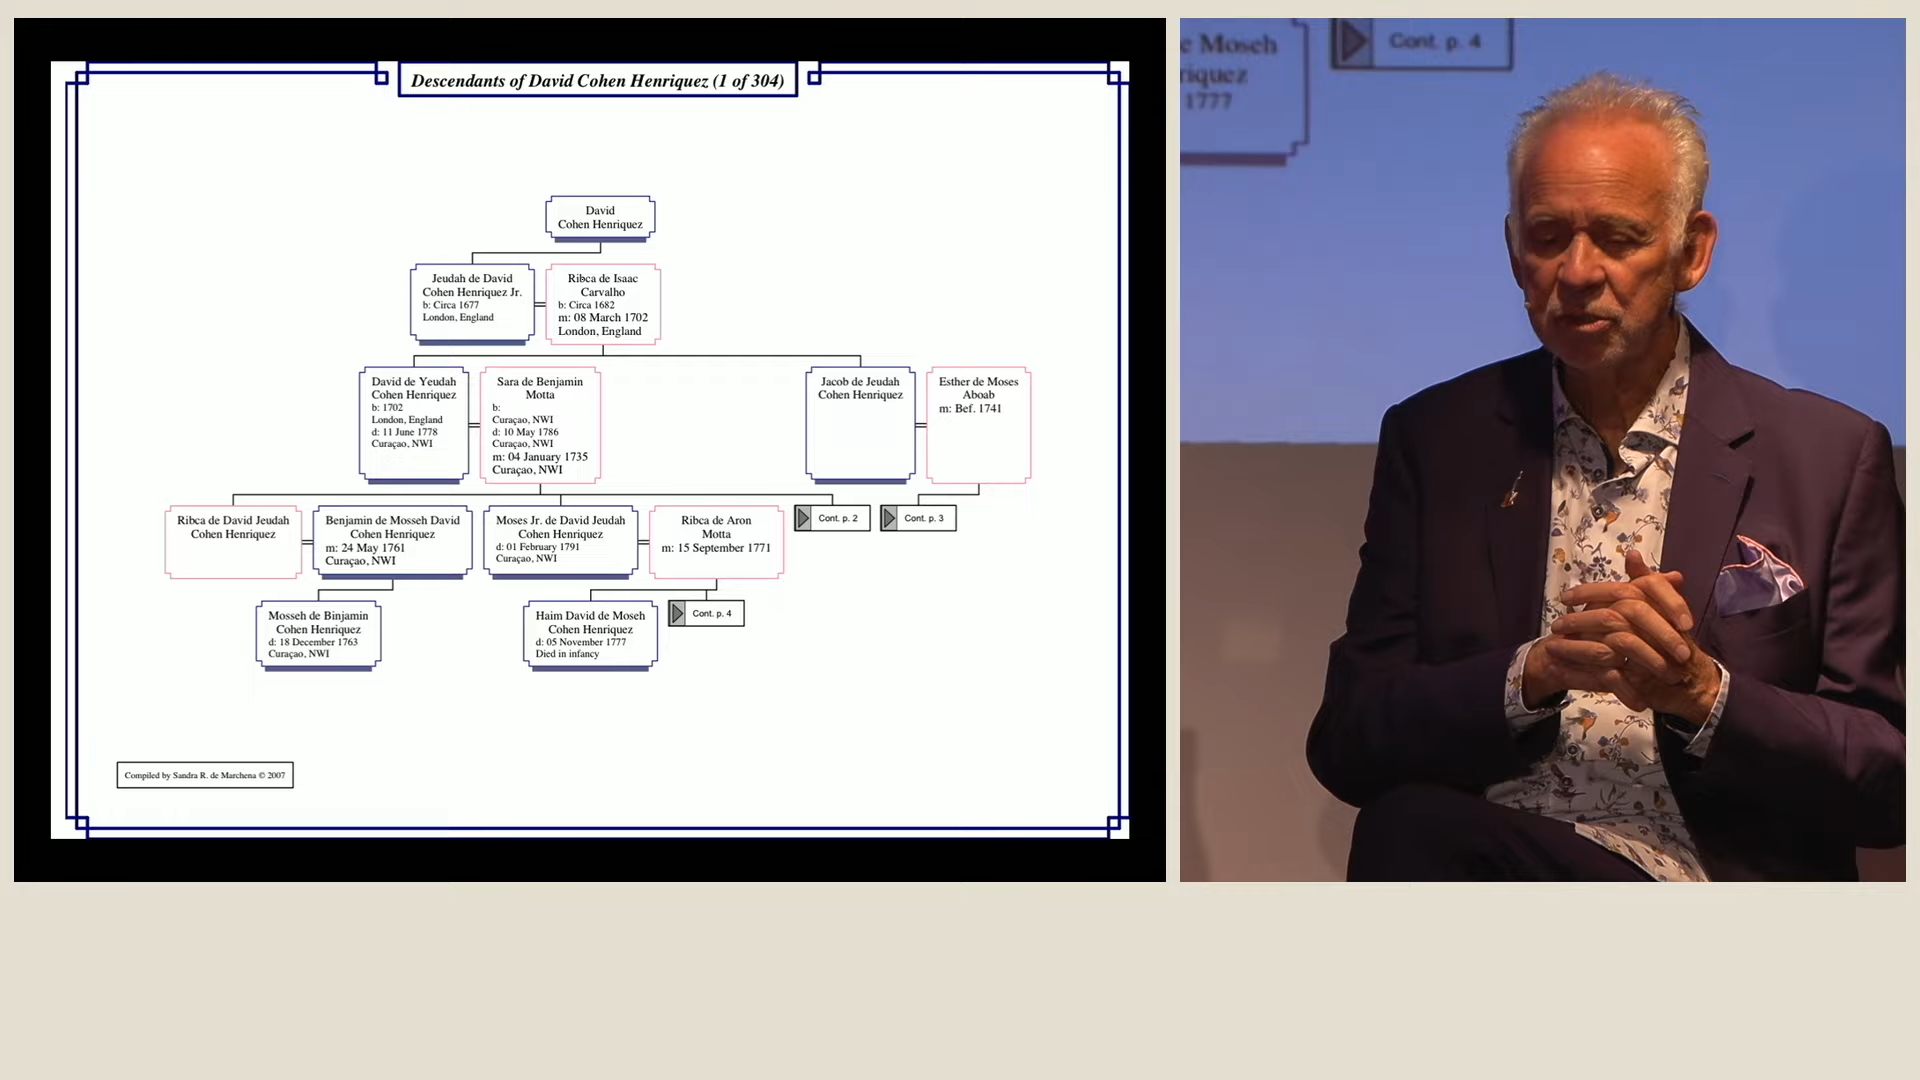 Descendants of David Cohen Henriquez (1 of 304)
David
Cohen Henriquez
Jeudah de David
Cohen Henriquez Jr.
b: Circa 1677
London, England
Ribca de Isaac
Carvalho
b: Circa 1682
m: 08 March 1702
London, England
David de Yeudah
Cohen Henriquez
b: 1702
London, England
d: 11 June 1778
Curaçao, NWI
Sara de Benjamin
Motta
b:
Curaçao, NWI
d: 10 May 1786
Curaçao, NWI
m: 04 January 1735
Curaçao, NWI
Jacob de Jeudah
Cohen Henriquez
Esther de Moses
Aboab
m: Bef. 1741
Ribca de David Jeudah
Cohen Henriquez
Benjamin de Mosseh David
Cohen Henriquez
m: 24 May 1761
Curaçao, NWI
Moses Jr. de David Jeudah
Cohen Henriquez
d: 01 February 1791
Curaçao, NWI
Ribca de Aron
Motta
m: 15 September 1771
Cont. p. 2
Cont. p. 3
Mosseh de Binjamin
Cohen Henriquez
d: 18 December 1763
Curaçao, NWI
Haim David de Moseh
Cohen Henriquez
d: 05 November 1777
Died in infancy
Cont. p. 4
Compiled by Sandra R. de Marchena © 2007
e Moseh
riquez
1777
Cont. p. 4